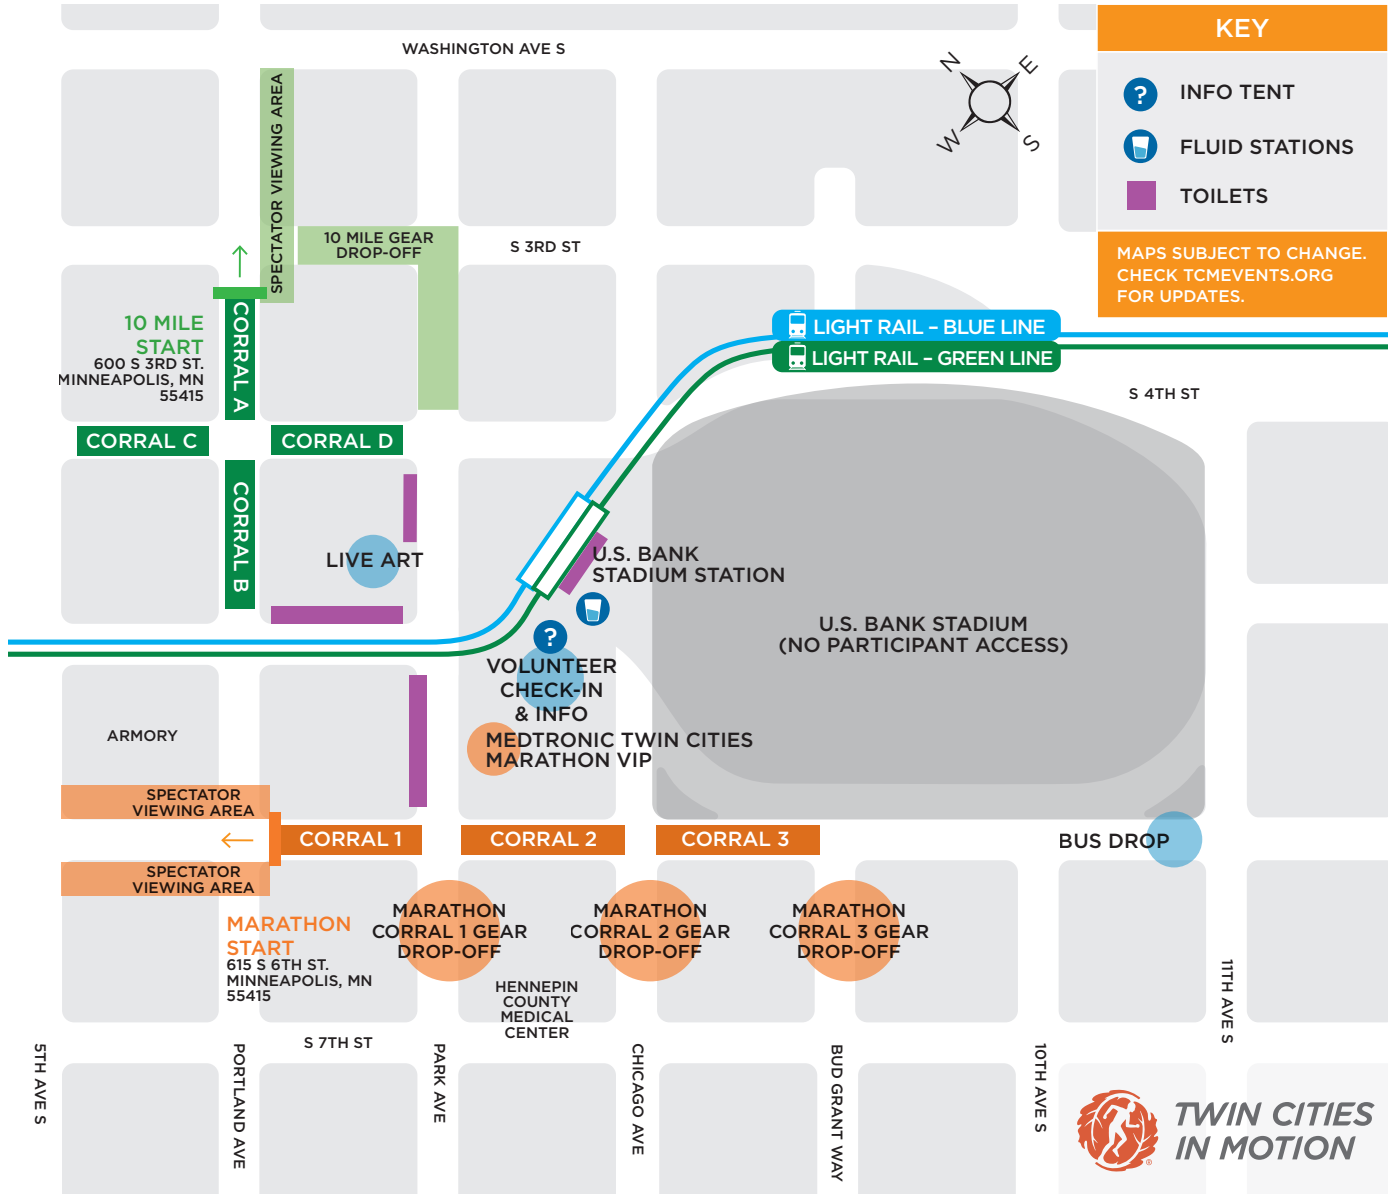 WASHINGTON AVE S
N
E
W
S
KEY
? INFO TENT
FLUID STATIONS
TOILETS
MAPS SUBJECT TO CHANGE.
CHECK TCMEVENTS.ORG
FOR UPDATES.
SPECTATOR VIEWING AREA
10 MILE GEAR
DROP-OFF
S 3RD ST
10 MILE
START
600 S 3RD ST.
MINNEAPOLIS, MN
55415
CORRAL A
LIGHT RAIL – BLUE LINE
LIGHT RAIL – GREEN LINE
S 4TH ST
CORRAL C
CORRAL D
CORRAL B
LIVE ART
U.S. BANK
STADIUM STATION
U.S. BANK STADIUM
(NO PARTICIPANT ACCESS)
?
VOLUNTEER
CHECK-IN
& INFO
MEDTRONIC TWIN CITIES
MARATHON VIP
ARMORY
SPECTATOR
VIEWING AREA
CORRAL 1
CORRAL 2
CORRAL 3
BUS DROP
SPECTATOR
VIEWING AREA
MARATHON
START
615 S 6TH ST.
MINNEAPOLIS, MN
55415
MARATHON
CORRAL 1 GEAR
DROP-OFF
MARATHON
CORRAL 2 GEAR
DROP-OFF
MARATHON
CORRAL 3 GEAR
DROP-OFF
HENNEPIN
COUNTY
MEDICAL
CENTER
S 7TH ST
5TH AVE S
PORTLAND AVE
PARK AVE
CHICAGO AVE
BUD GRANT WAY
10TH AVE S
11TH AVE S
TWIN CITIES
IN MOTION
®